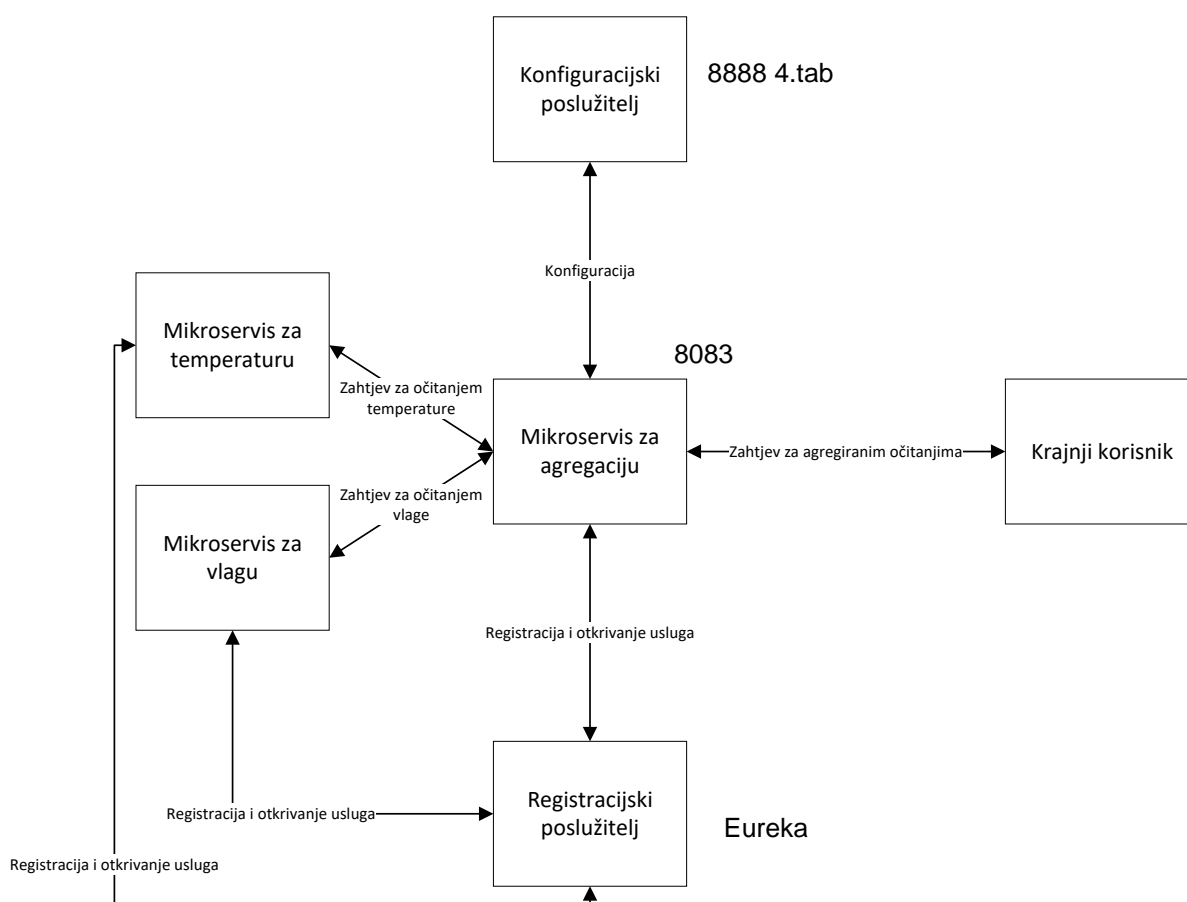 Konfiguracijski
poslužitelj
8888 4.tab
Konfiguracija
Mikroservis za
temperaturu
8083
Zahtjev za očitanjem
temperature
Mikroservis za
agregaciju
Zahtjev za agregiranim očitanjima
Krajnji korisnik
Zahtjev za očitanjem
vlage
Mikroservis za
vlagu
Registracija i otkrivanje usluga
Registracijski
poslužitelj
Registracija i otkrivanje usluga
Eureka
Registracija i otkrivanje usluga